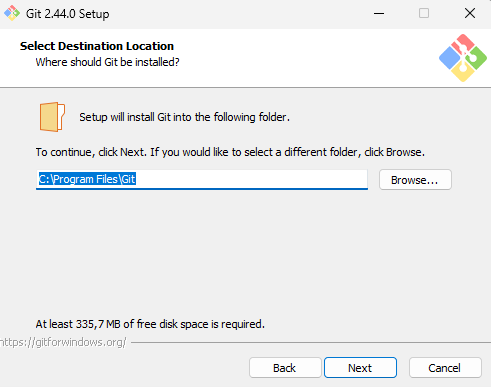 Git 2.44.0 Setup
Select Destination Location
Where should Git be installed?
Setup will install Git into the following folder.
To continue, click Next. If you would like to select a different folder, click Browse.
C:\Program Files\Git
Browse...
At least 335,7 MB of free disk space is required.
https://gitforwindows.org/
Back
Next
Cancel